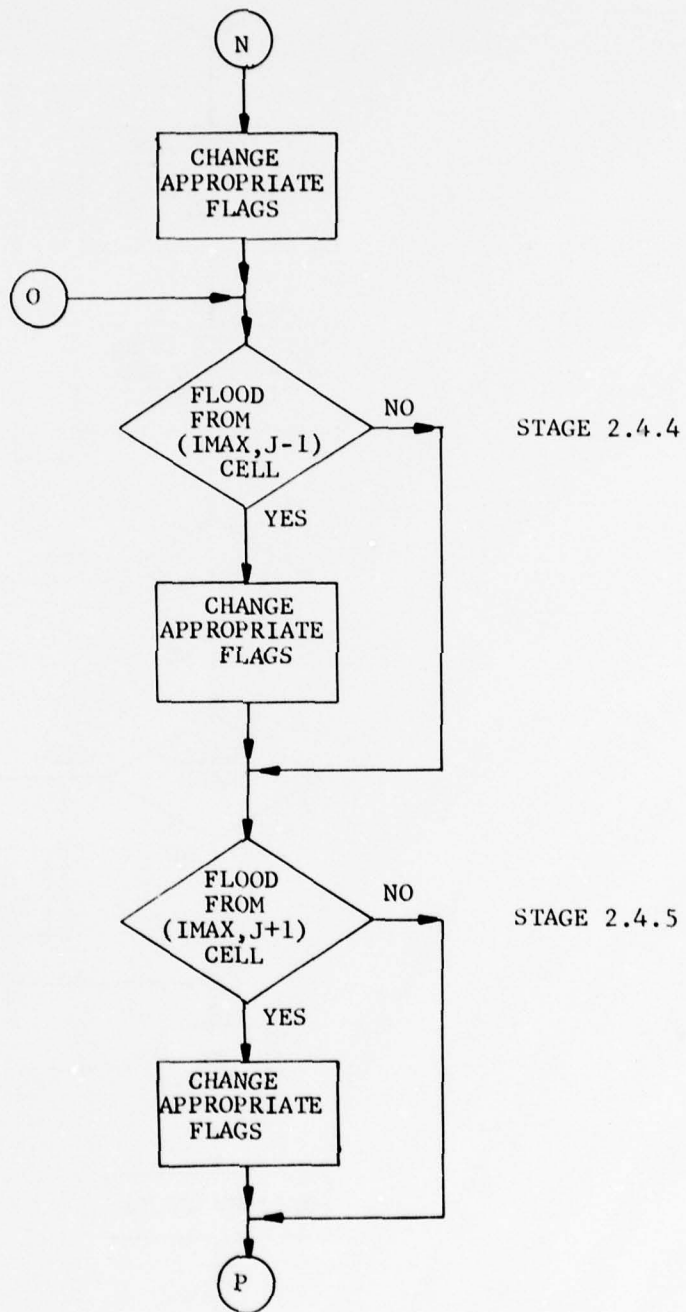 N
CHANGE
APPROPRIATE
FLAGS
O
FLOOD
FROM
(IMAX,J-1)
CELL
NO
STAGE 2.4.4
YES
CHANGE
APPROPRIATE
FLAGS
FLOOD
FROM
(IMAX,J+1)
CELL
NO
STAGE 2.4.5
YES
CHANGE
APPROPRIATE
FLAGS
P